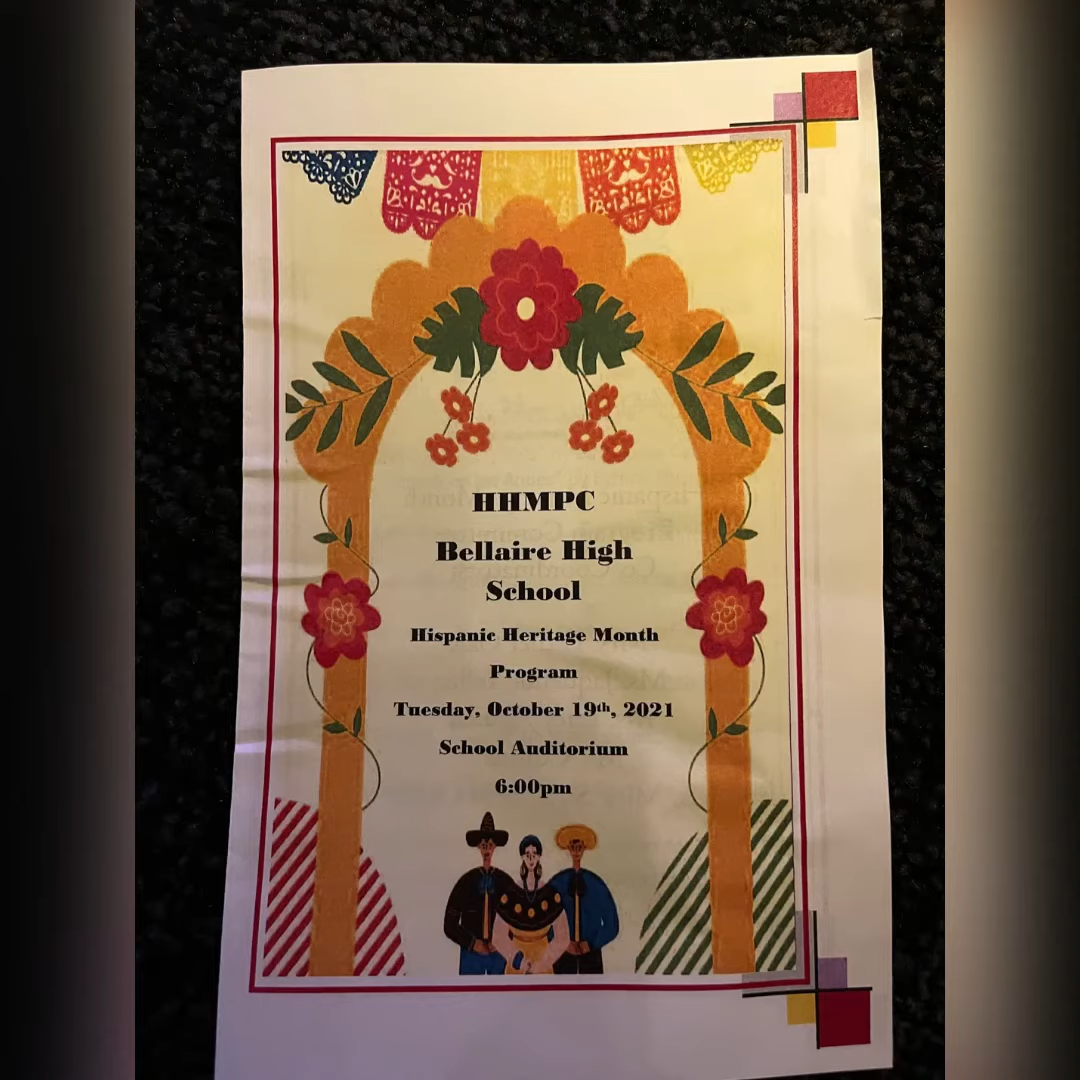 HHMPC
Bellaire High
School
Hispanic Heritage Month
Program
Tuesday, October 19th, 2021
School Auditorium
6:00pm